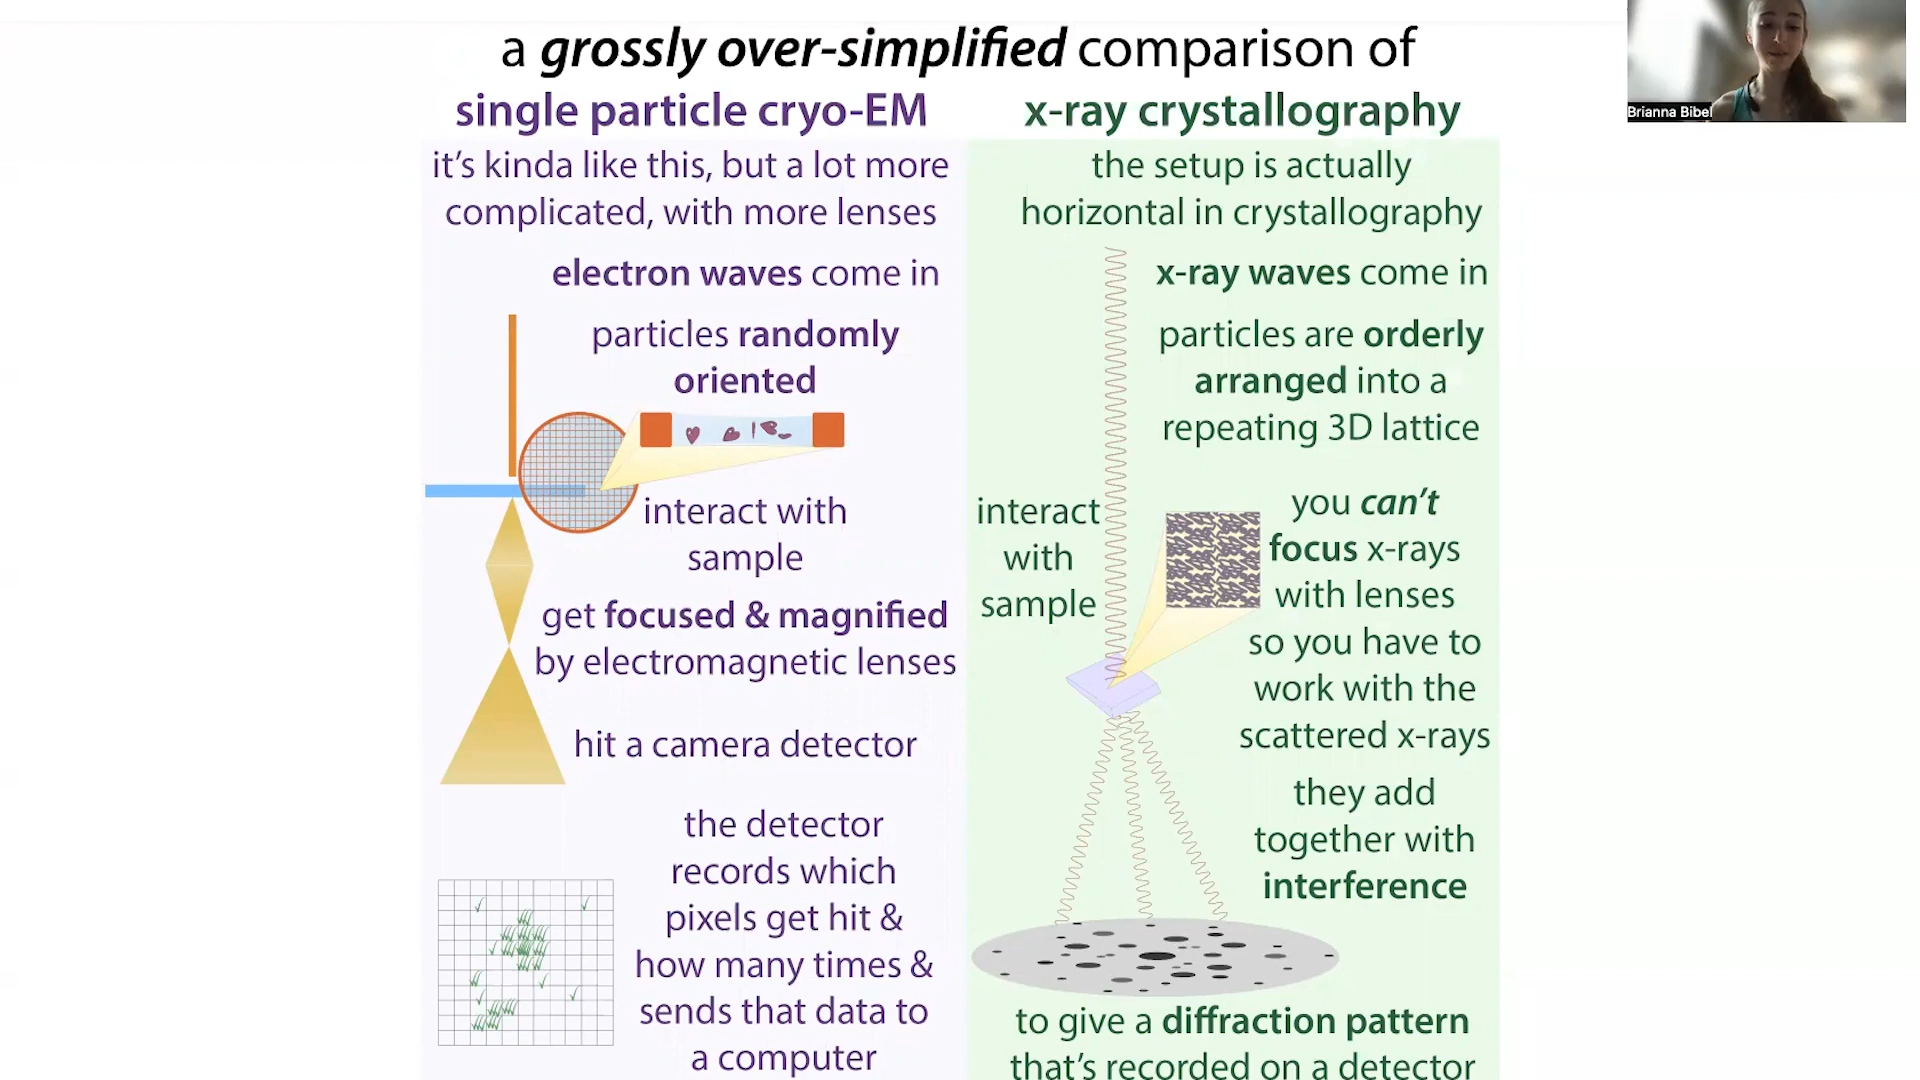 a grossly over-simplified comparison of
single particle cryo-EM
it's kinda like this, but a lot more
complicated, with more lenses
electron waves come in
particles randomly
oriented
interact with
sample
get focused & magnified
by electromagnetic lenses
hit a camera detector
the detector
records which
pixels get hit &
how many times &
sends that data to
a computer
x-ray crystallography
the setup is actually
horizontal in crystallography
x-ray waves come in
particles are orderly
arranged into a
repeating 3D lattice
interact
with
sample
you can't
focus x-rays
with lenses
so you have to
work with the
scattered x-rays
they add
together with
interference
to give a diffraction pattern
that's recorded on a detector
Brianna Bibel